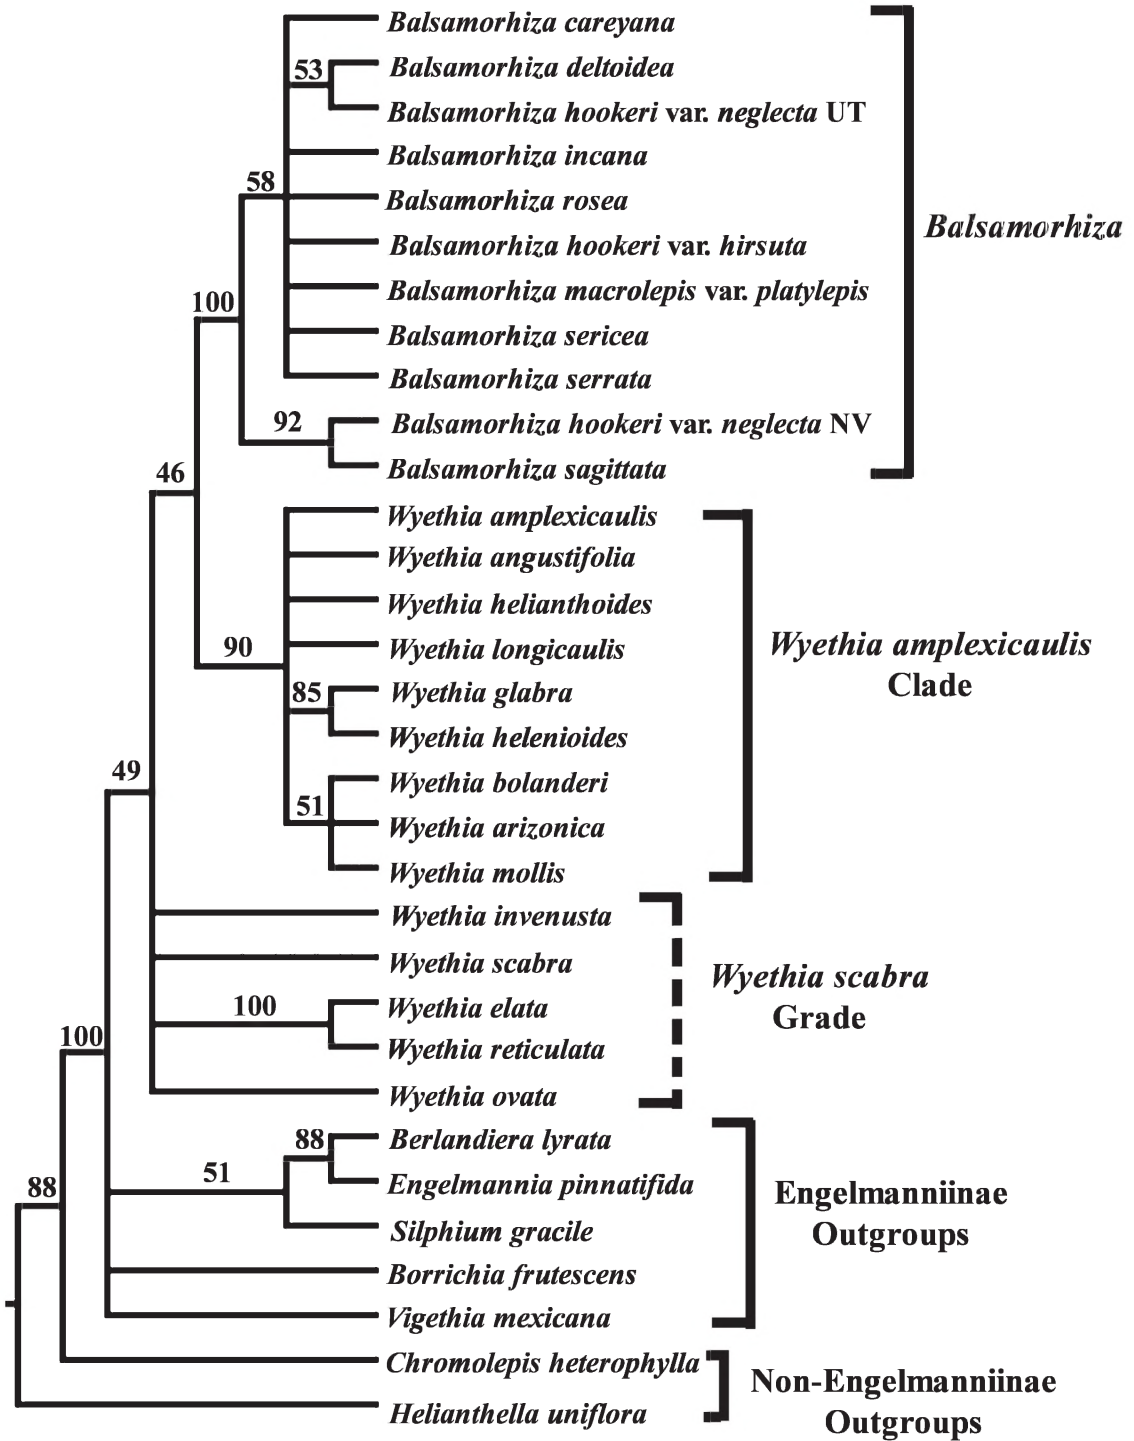 Balsamorhiza careyana
53
Balsamorhiza deltoidea
Balsamorhiza hookeri var. neglecta UT
Balsamorhiza incana
58
Balsamorhiza rosea
Balsamorhiza
Balsamorhiza hookeri var. hirsuta
Balsamorhiza macrolepis var. platylepis
100
Balsamorhiza sericea
Balsamorhiza serrata
92
Balsamorhiza hookeri var. neglecta NV
Balsamorhiza sagittata
46
Wyethia amplexicaulis
Wyethia angustifolia
Wyethia helianthoides
90
Wyethia longicaulis
Wyethia amplexicaulis
Clade
85
Wyethia glabra
Wyethia helenioides
49
Wyethia bolanderi
51
Wyethia arizonica
Wyethia mollis
Wyethia invenusta
Wyethia scabra
Wyethia scabra
Grade
100
Wyethia elata
100
Wyethia reticulata
Wyethia ovata
88
Berlandiera lyrata
51
Engelmannia pinnatifida
Engelmanniinae
Outgroups
88
Silphium gracile
Borrichia frutescens
Vigethia mexicana
Chromolepis heterophylla
Non-Engelmanniinae
Outgroups
Helianthella uniflora